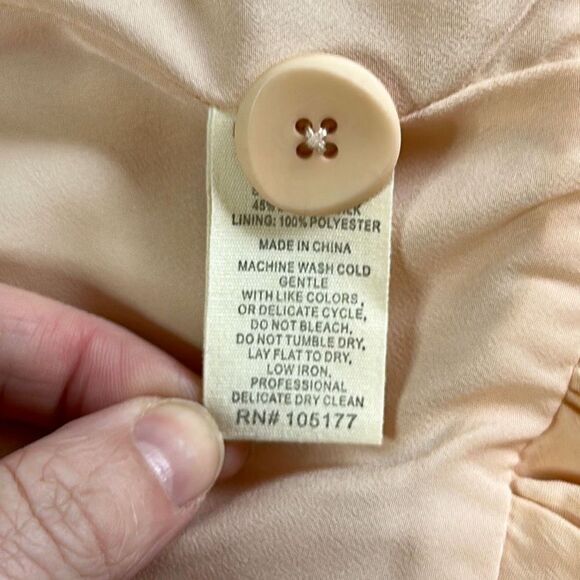 45%
LINING: 100% POLYESTER
MADE IN CHINA
MACHINE WASH COLD
GENTLE
WITH LIKE COLORS,
OR DELICATE CYCLE,
DO NOT BLEACH,
DO NOT TUMBLE DRY,
LAY FLAT TO DRY,
LOW IRON,
PROFESSIONAL
DELICATE DRY CLEAN
RN# 105177